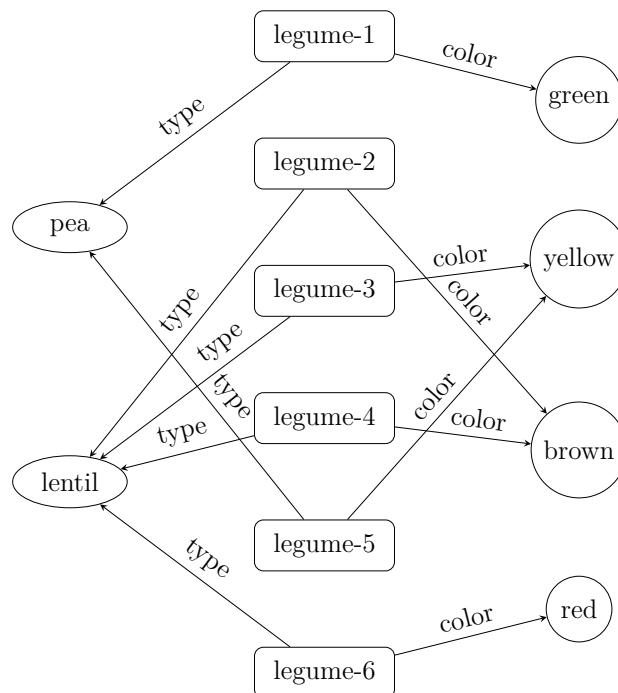 legume-1
color
green
type
legume-2
pea
legume-3
color
yellow
type
color
type
type
color
legume-4
color
type
brown
lentil
legume-5
type
red
color
legume-6